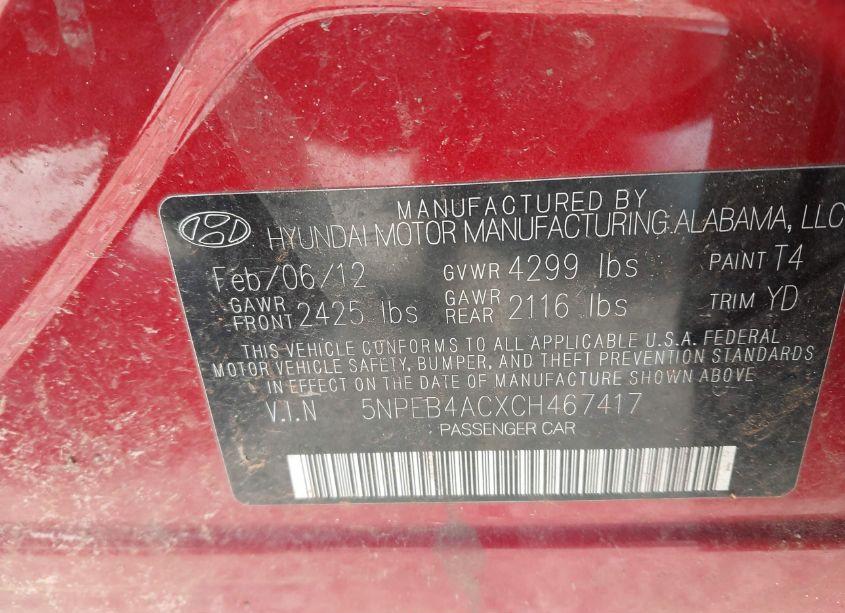 MANUFACTURED BY
HYUNDAI MOTOR MANUFACTURING ALABAMA, LLC
Feb/06/12 GVWR 4299 lbs PAINT T4
GAWR FRONT 2425 lbs GAWR REAR 2116 lbs TRIM YD
THIS VEHICLE CONFORMS TO ALL APPLICABLE U.S.A. FEDERAL
MOTOR VEHICLE SAFETY, BUMPER, AND THEFT PREVENTION STANDARDS
IN EFFECT ON THE DATE OF MANUFACTURE SHOWN ABOVE.
V.I.N 5NPEB4ACXCH467417
PASSENGER CAR